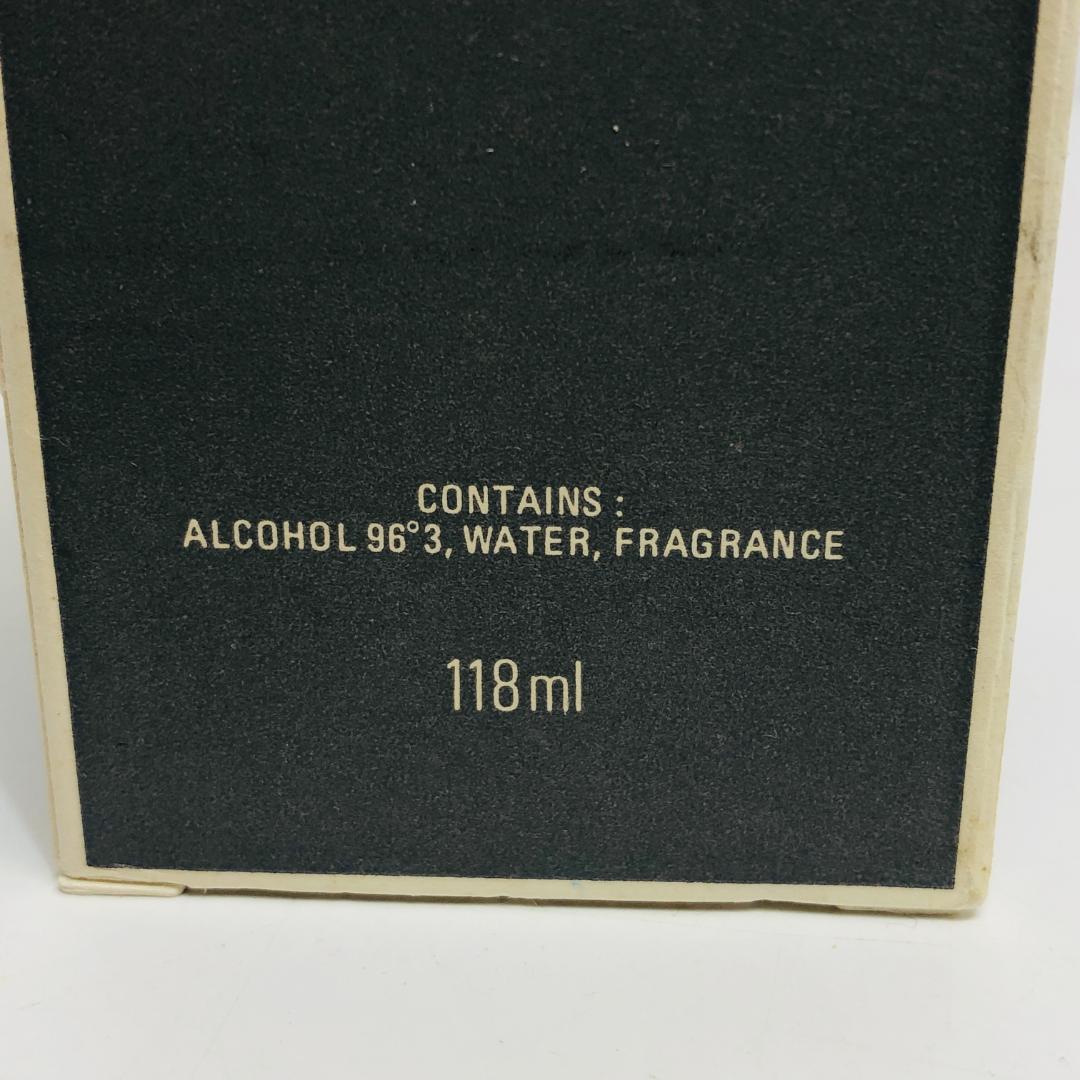 CONTAINS :
ALCOHOL 96°3, WATER, FRAGRANCE
118ml